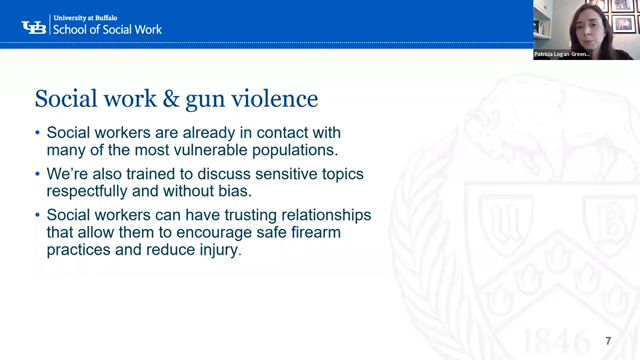 University at Buffalo
School of Social Work
Patricia Logan-Green...
Social work & gun violence
• Social workers are already in contact with
many of the most vulnerable populations.
• We're also trained to discuss sensitive topics
respectfully and without bias.
• Social workers can have trusting relationships
that allow them to encourage safe firearm
practices and reduce injury.
U B
1846
7